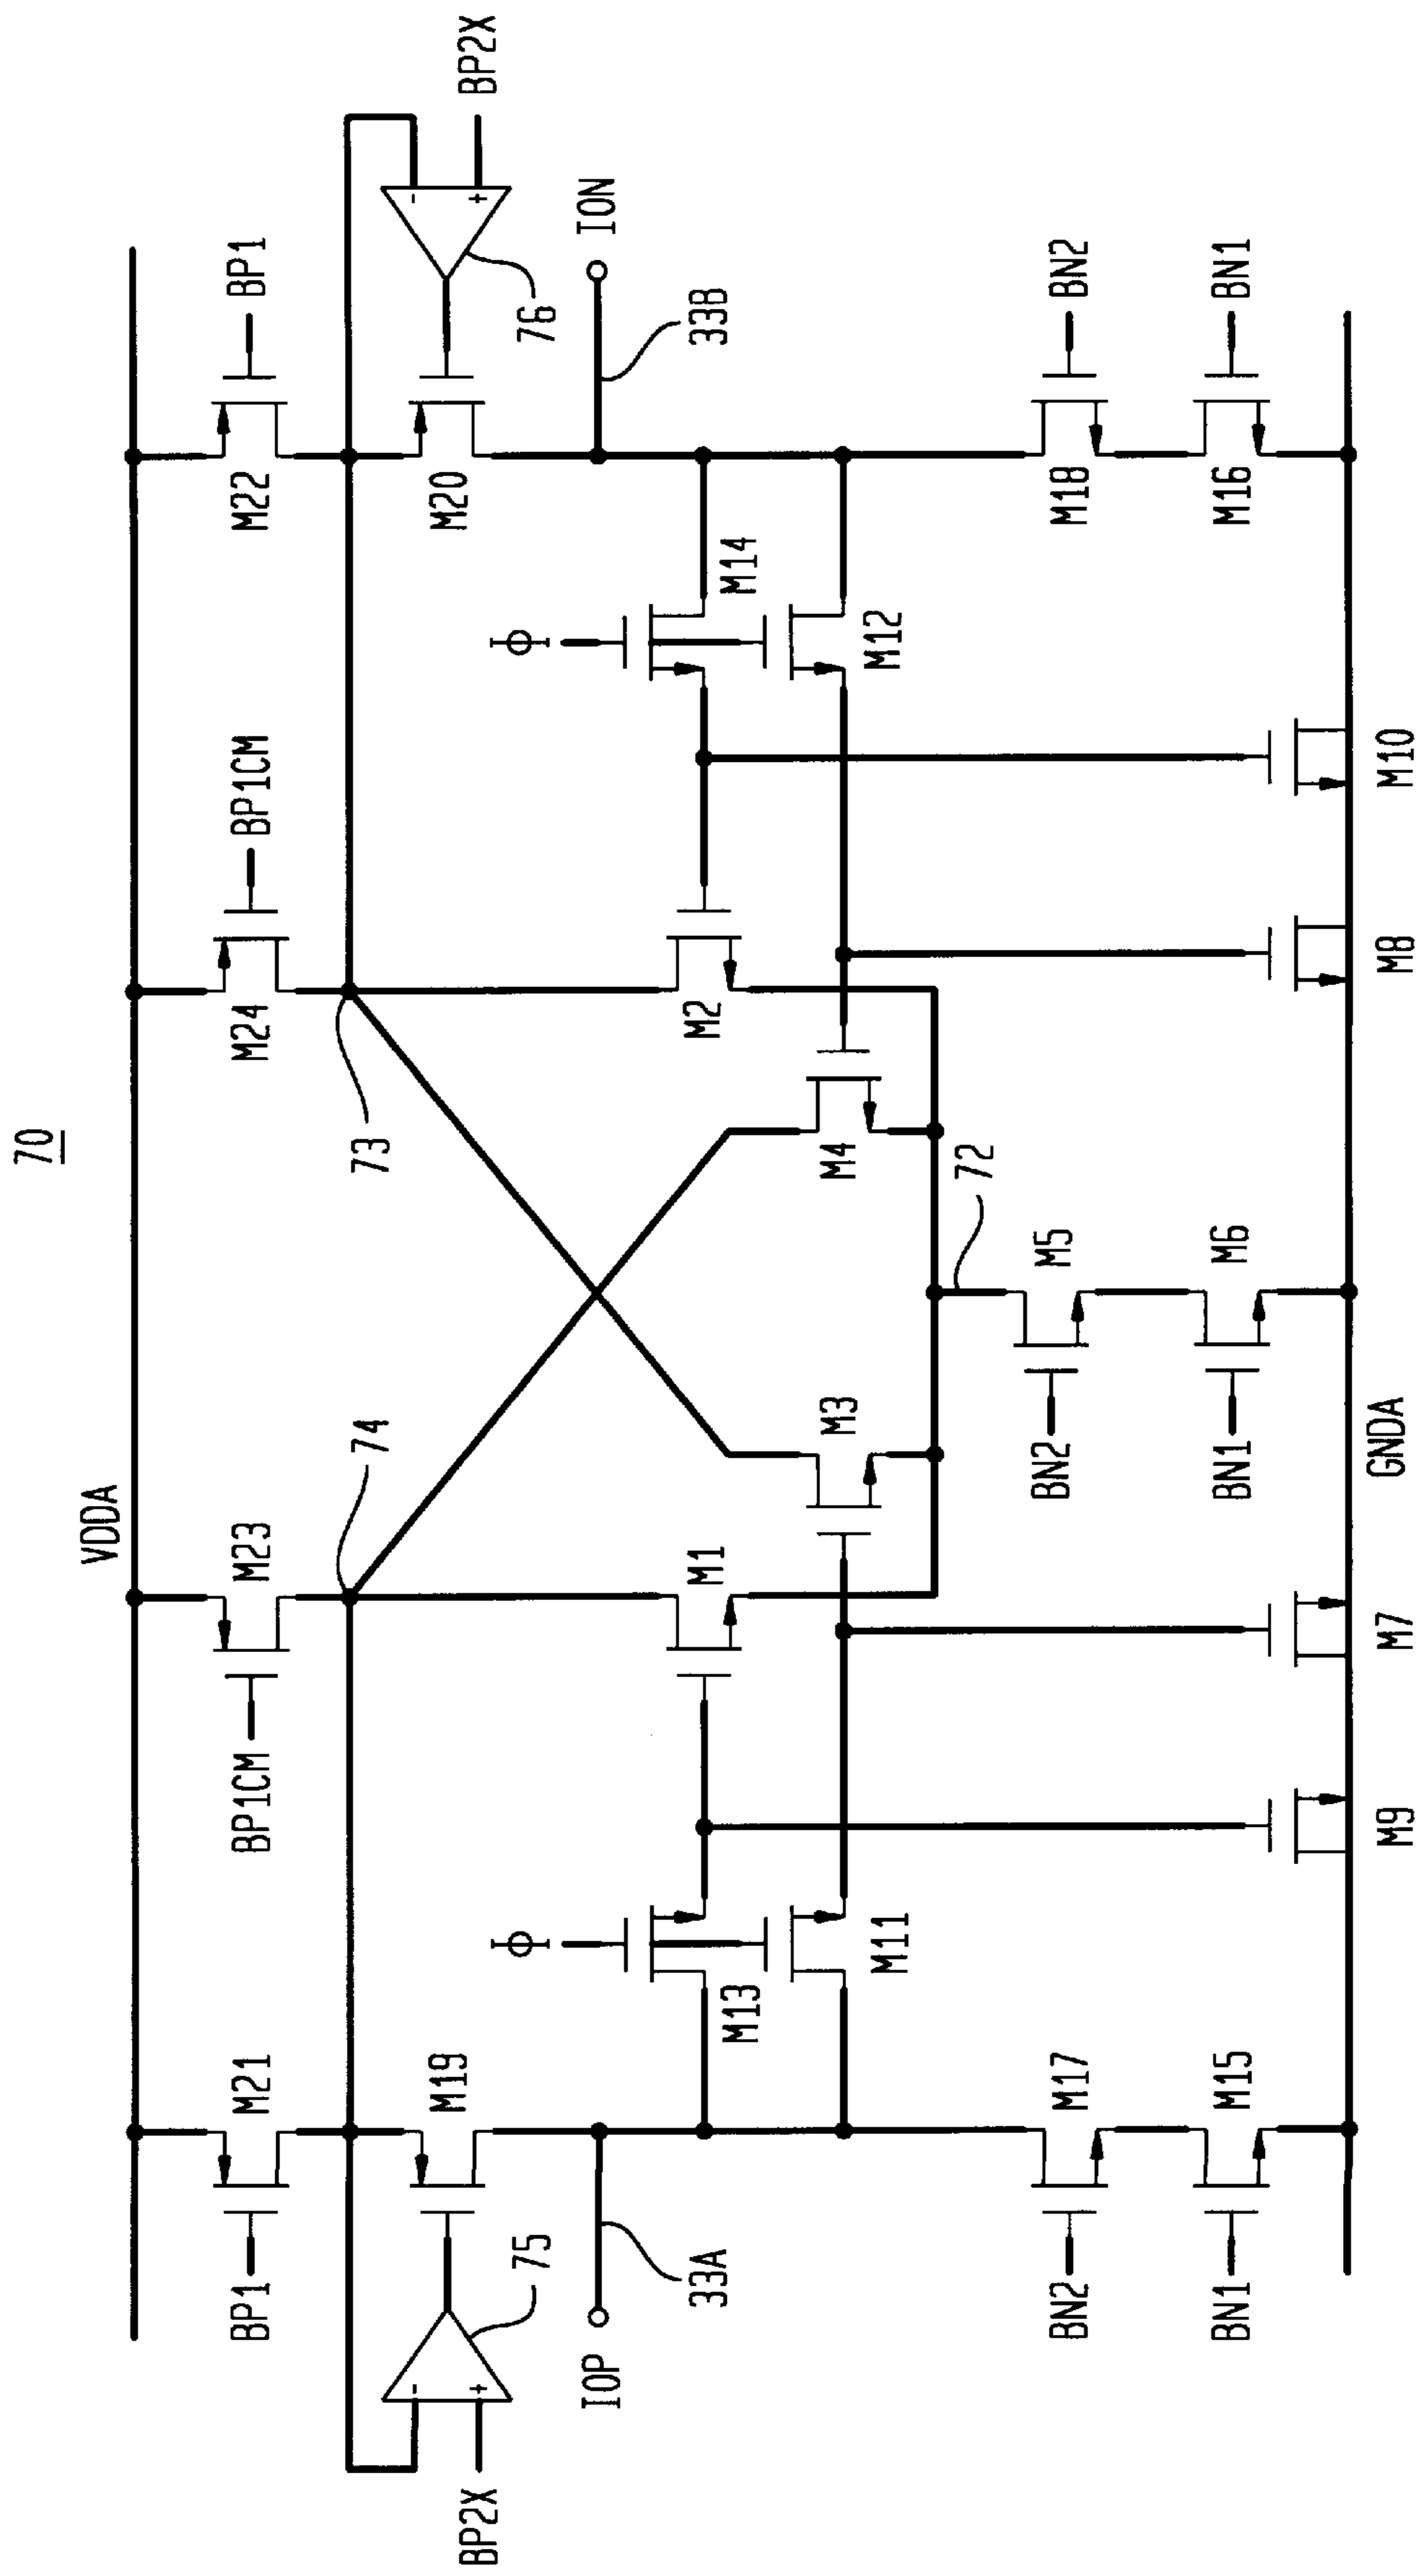 70
VDDA
BP1
M21
BP1CM
M23
M24
BP1CM
M22
BP1
74
73
-
-
M19
M20
BP2X
+
+
BP2X
75
Φ
Φ
76
IOP
ION
33A
M13
M1
M2
M14
33B
M3
M4
M11
M12
72
BN2
M17
BN2
M5
M18
BN2
BN1
M15
BN1
M6
M16
BN1
GNDA
M9
M7
M8
M10